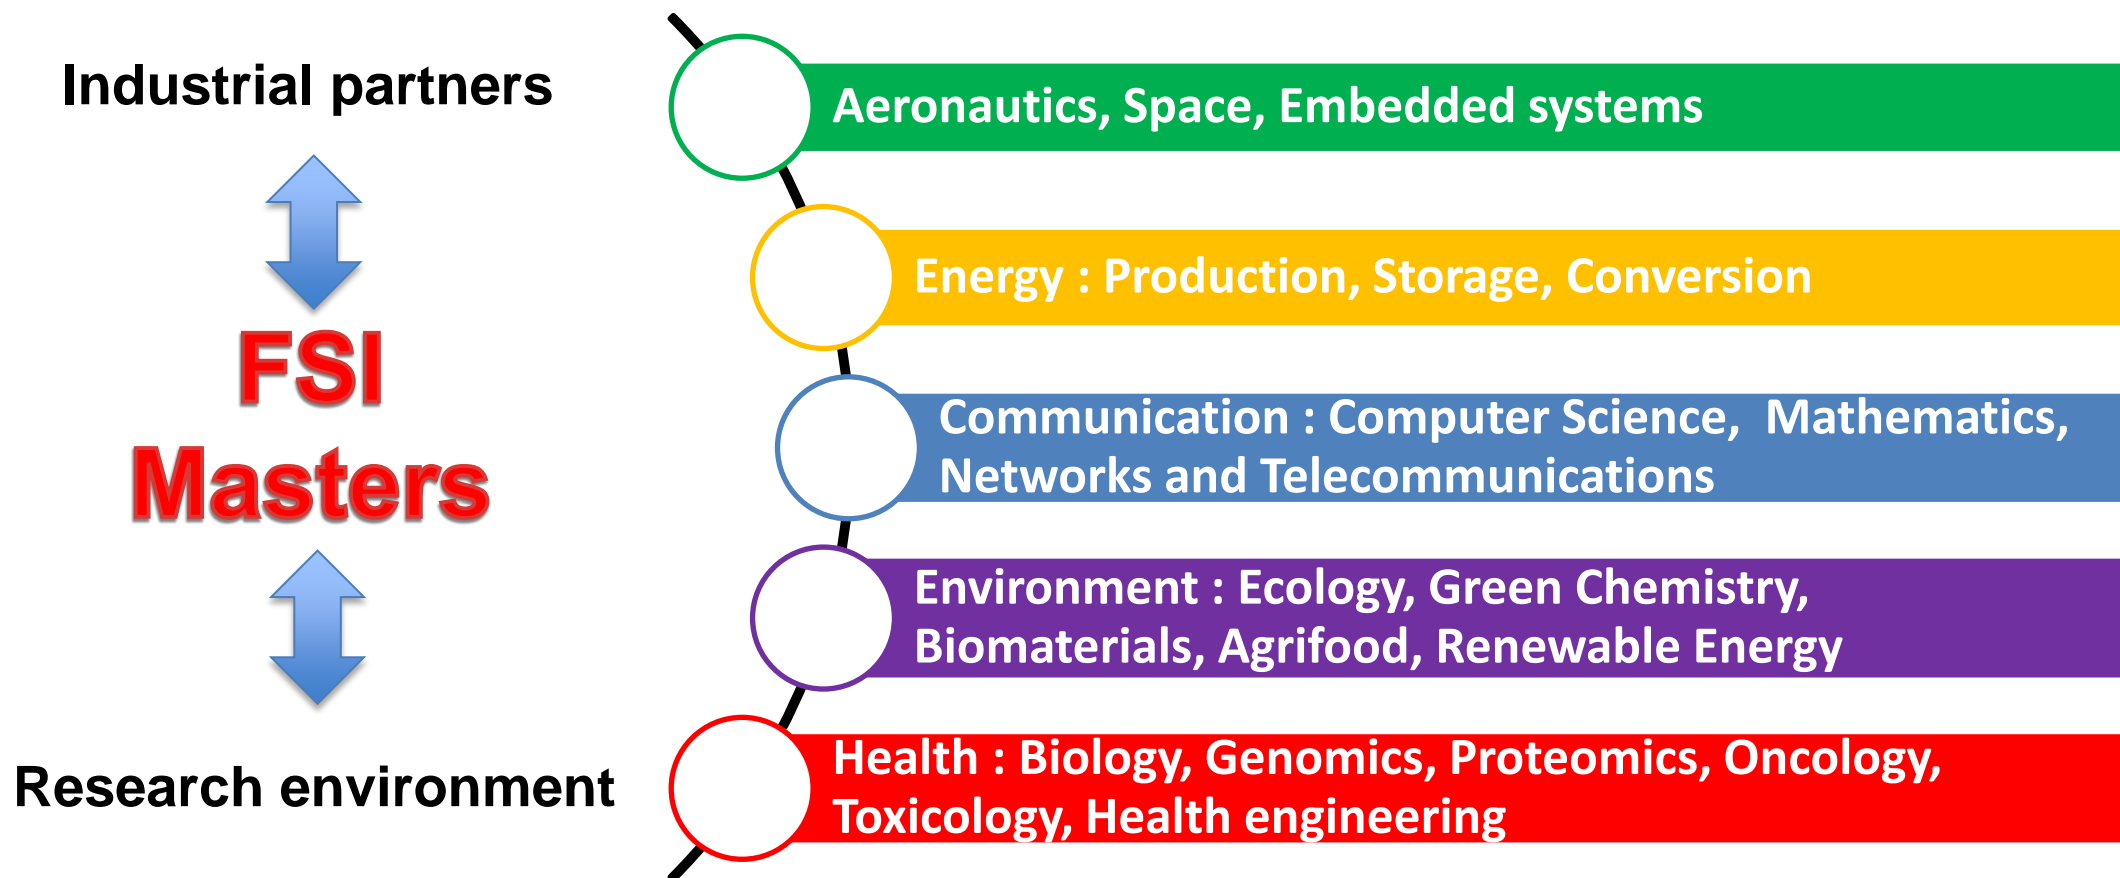 Industrial partners
FSI
Masters
Research environment
Aeronautics, Space, Embedded systems
Energy : Production, Storage, Conversion
Communication : Computer Science,  Mathematics,
Networks and Telecommunications
Environment : Ecology, Green Chemistry,
Biomaterials, Agrifood, Renewable Energy
Health : Biology, Genomics, Proteomics, Oncology,
Toxicology, Health engineering